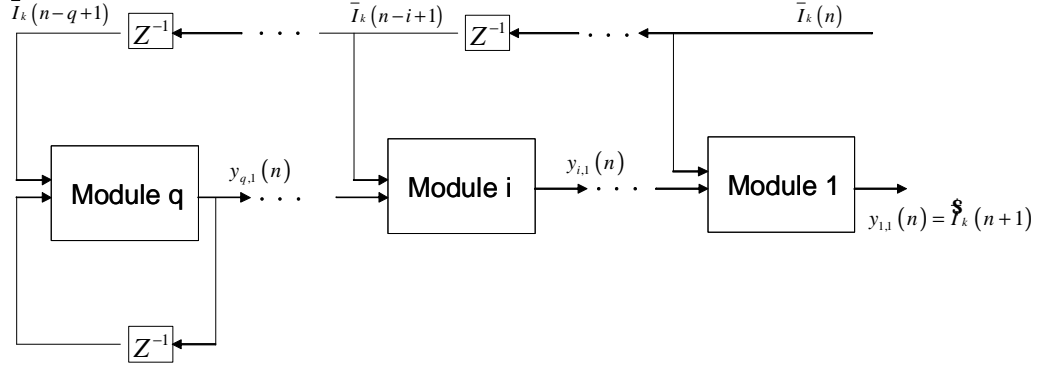 Ī_k(n-q+1)
Z⁻¹
. . .
Ī_k(n-i+1)
Z⁻¹
. . .
Ī_k(n)
Module q
y_{q,1}(n)
. . .
Module i
y_{i,1}(n)
. . .
Module 1
y_{1,1}(n) = I_k(n+1)
Z⁻¹